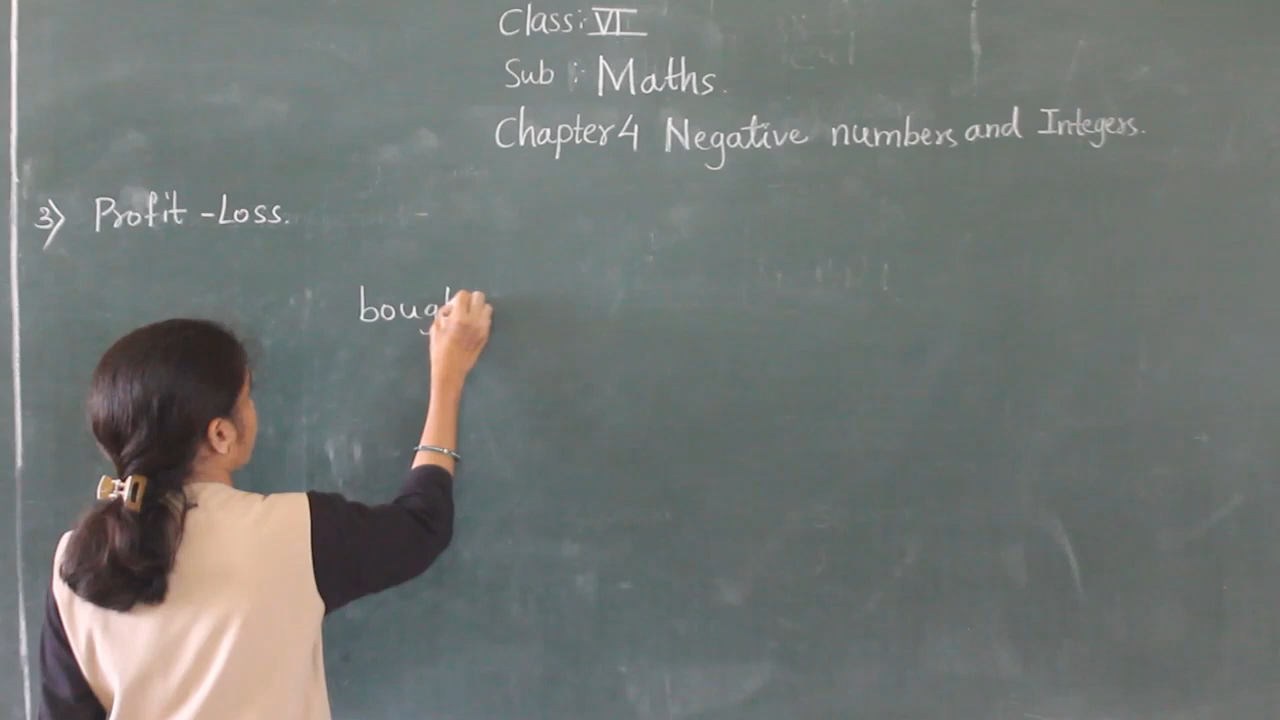 Class: VI
Sub : Maths.
Chapter 4 Negative numbers and Integers.
3) Profit - Loss.
boug